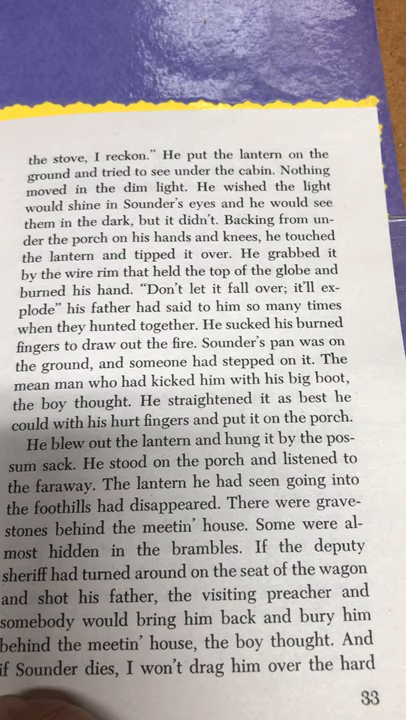 the stove, I reckon.” He put the lantern on the
ground and tried to see under the cabin. Nothing
moved in the dim light. He wished the light
would shine in Sounder’s eyes and he would see
them in the dark, but it didn’t. Backing from un-
der the porch on his hands and knees, he touched
the lantern and tipped it over. He grabbed it
by the wire rim that held the top of the globe and
burned his hand. “Don’t let it fall over; it’ll ex-
plode” his father had said to him so many times
when they hunted together. He sucked his burned
fingers to draw out the fire. Sounder’s pan was on
the ground, and someone had stepped on it. The
mean man who had kicked him with his big boot,
the boy thought. He straightened it as best he
could with his hurt fingers and put it on the porch.
He blew out the lantern and hung it by the pos-
sum sack. He stood on the porch and listened to
the faraway. The lantern he had seen going into
the foothills had disappeared. There were grave-
stones behind the meetin’ house. Some were al-
most hidden in the brambles. If the deputy
sheriff had turned around on the seat of the wagon
and shot his father, the visiting preacher and
somebody would bring him back and bury him
behind the meetin’ house, the boy thought. And
if Sounder dies, I won’t drag him over the hard
33